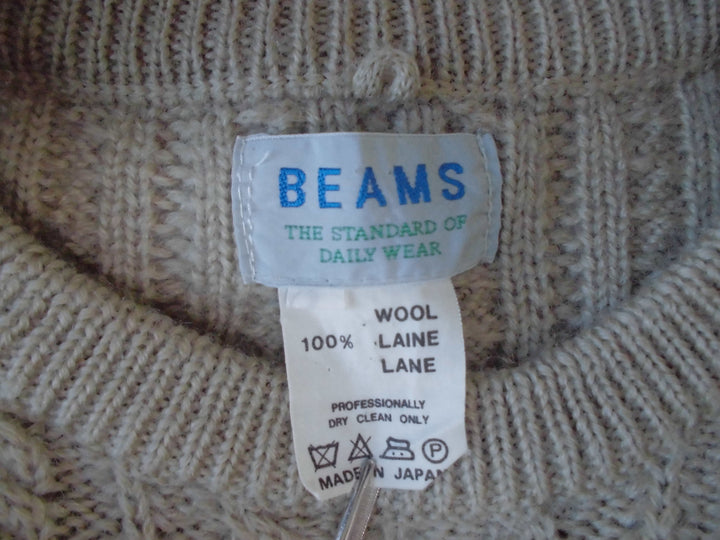 BEAMS
THE STANDARD OF
DAILY WEAR
WOOL
100% LAINE
LANE
PROFESSIONALLY
DRY CLEAN ONLY
P
MADE IN JAPAN